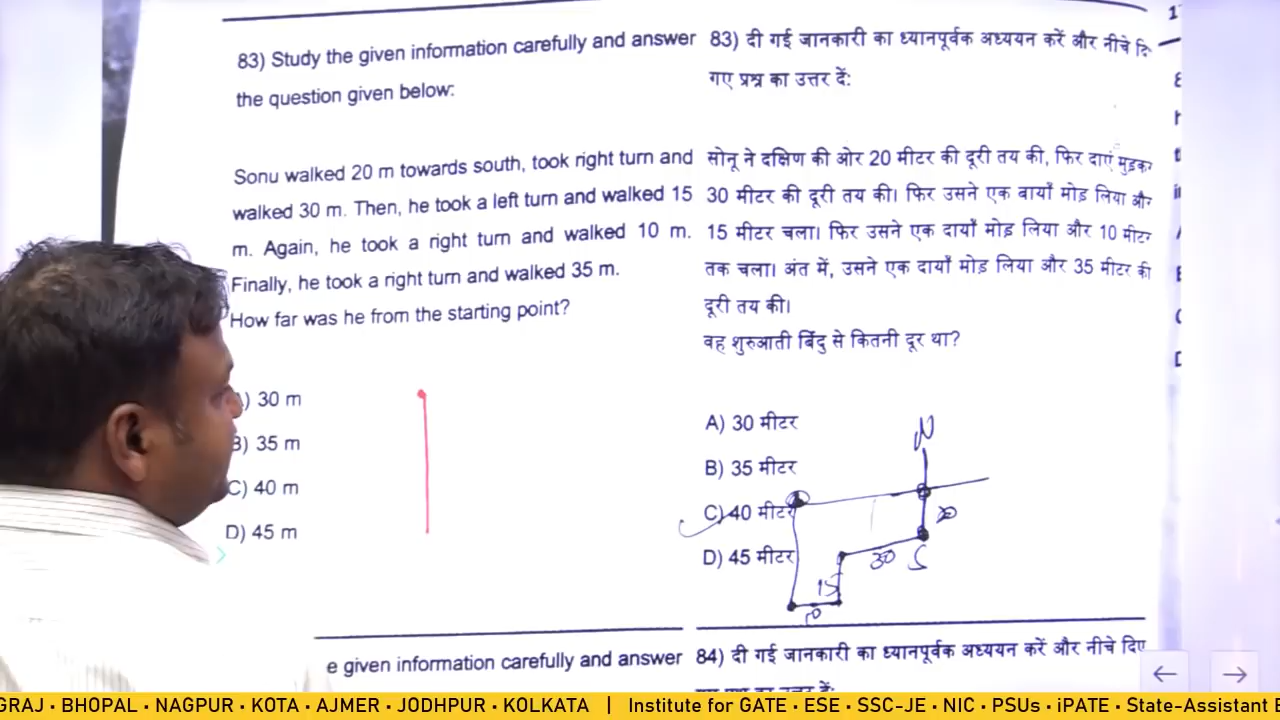 83) Study the given information carefully and answer
the question given below:
Sonu walked 20 m towards south, took right turn and
walked 30 m. Then, he took a left turn and walked 15
m. Again, he took a right turn and walked 10 m.
Finally, he took a right turn and walked 35 m.
How far was he from the starting point?
) 30 m
B) 35 m
C) 40 m
D) 45 m
e given information carefully and answer
83) दी गई जानकारी का ध्यानपूर्वक अध्ययन करें और नीचे
गए प्रश्न का उत्तर दें:
सोनू ने दक्षिण की ओर 20 मीटर की दूरी तय की, फिर दाएं मुड़कर
30 मीटर की दूरी तय की। फिर उसने एक बायाँ मोड़ लिया और
15 मीटर चला। फिर उसने एक दायाँ मोड़ लिया और 10 मीटर
तक चला। अंत में, उसने एक दायाँ मोड़ लिया और 35 मीटर की
दूरी तय की।
वह शुरुआती बिंदु से कितनी दूर था?
A) 30 मीटर
B) 35 मीटर
C) 40 मीटर
D) 45 मीटर
N
30 S
15
10
84) दी गई जानकारी का ध्यानपूर्वक अध्ययन करें और नीचे दिए
GRAJ • BHOPAL • NAGPUR • KOTA • AJMER • JODHPUR • KOLKATA | Institute for GATE • ESE • SSC-JE • NIC • PSUs • iPATE • State-Assistant E